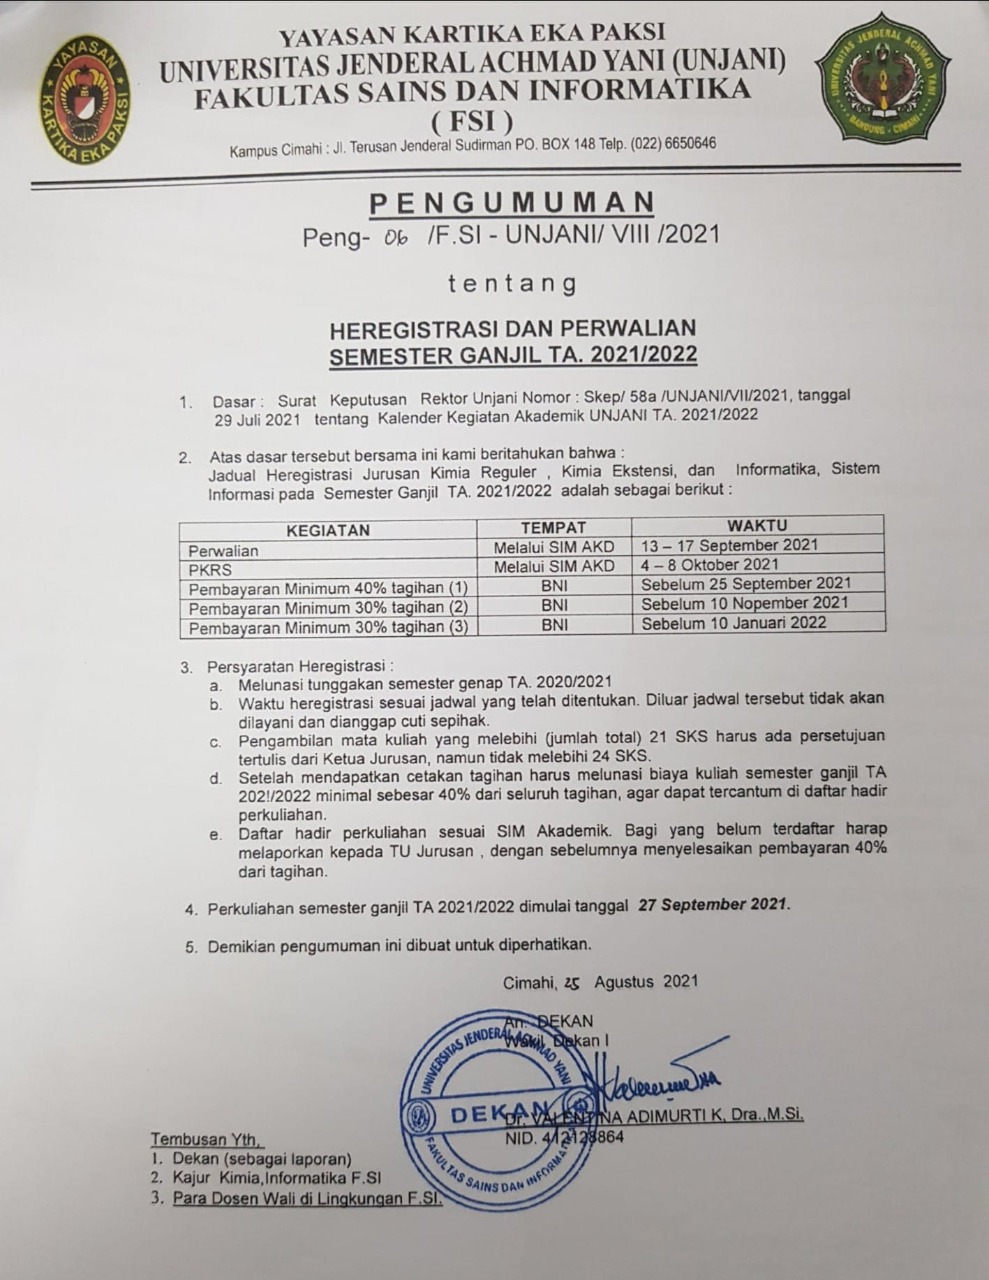 YAYASAN KARTIKA EKA PAKSI
UNIVERSITAS JENDERAL ACHMAD YANI (UNJANI)
FAKULTAS SAINS DAN INFORMATIKA
( FSI )
Kampus Cimahi : Jl. Terusan Jenderal Sudirman PO. BOX 148 Telp. (022) 6650646
YAYASAN
KARTIKA EKA PAKSI
UNIVERSITAS JENDERAL ACHMAD YANI
BANDUNG - CIMAHI
PENGUMUMAN
Peng- 06 /F.SI - UNJANI/ VIII /2021
tentang
HEREGISTRASI DAN PERWALIAN
SEMESTER GANJIL TA. 2021/2022
1. Dasar : Surat Keputusan Rektor Unjani Nomor : Skep/ 58a /UNJANI/VII/2021, tanggal
29 Juli 2021 tentang Kalender Kegiatan Akademik UNJANI TA. 2021/2022
2. Atas dasar tersebut bersama ini kami beritahukan bahwa :
Jadual Heregistrasi Jurusan Kimia Reguler , Kimia Ekstensi, dan Informatika, Sistem
Informasi pada Semester Ganjil TA. 2021/2022 adalah sebagai berikut :
KEGIATAN TEMPAT WAKTU
Perwalian Melalui SIM AKD 13 – 17 September 2021
PKRS Melalui SIM AKD 4 – 8 Oktober 2021
Pembayaran Minimum 40% tagihan (1) BNI Sebelum 25 September 2021
Pembayaran Minimum 30% tagihan (2) BNI Sebelum 10 Nopember 2021
Pembayaran Minimum 30% tagihan (3) BNI Sebelum 10 Januari 2022
3. Persyaratan Heregistrasi :
a. Melunasi tunggakan semester genap TA. 2020/2021
b. Waktu heregistrasi sesuai jadwal yang telah ditentukan. Diluar jadwal tersebut tidak akan
dilayani dan dianggap cuti sepihak.
c. Pengambilan mata kuliah yang melebihi (jumlah total) 21 SKS harus ada persetujuan
tertulis dari Ketua Jurusan, namun tidak melebihi 24 SKS.
d. Setelah mendapatkan cetakan tagihan harus melunasi biaya kuliah semester ganjil TA
202!/2022 minimal sebesar 40% dari seluruh tagihan, agar dapat tercantum di daftar hadir
perkuliahan.
e. Daftar hadir perkuliahan sesuai SIM Akademik. Bagi yang belum terdaftar harap
melaporkan kepada TU Jurusan , dengan sebelumnya menyelesaikan pembayaran 40%
dari tagihan.
4. Perkuliahan semester ganjil TA 2021/2022 dimulai tanggal 27 September 2021.
5. Demikian pengumuman ini dibuat untuk diperhatikan.
Cimahi, 25 Agustus 2021
An. DEKAN
Wakil Dekan I
UNIVERSITAS JENDERAL ACHMAD YANI
DEKAN
FAKULTAS SAINS DAN INFORMATIKA
Dr. VALENTINA ADIMURTI K, Dra.,M.Si.
NID. 412128864
Tembusan Yth,
1. Dekan (sebagai laporan)
2. Kajur Kimia,Informatika F.SI
3. Para Dosen Wali di Lingkungan F.SI.